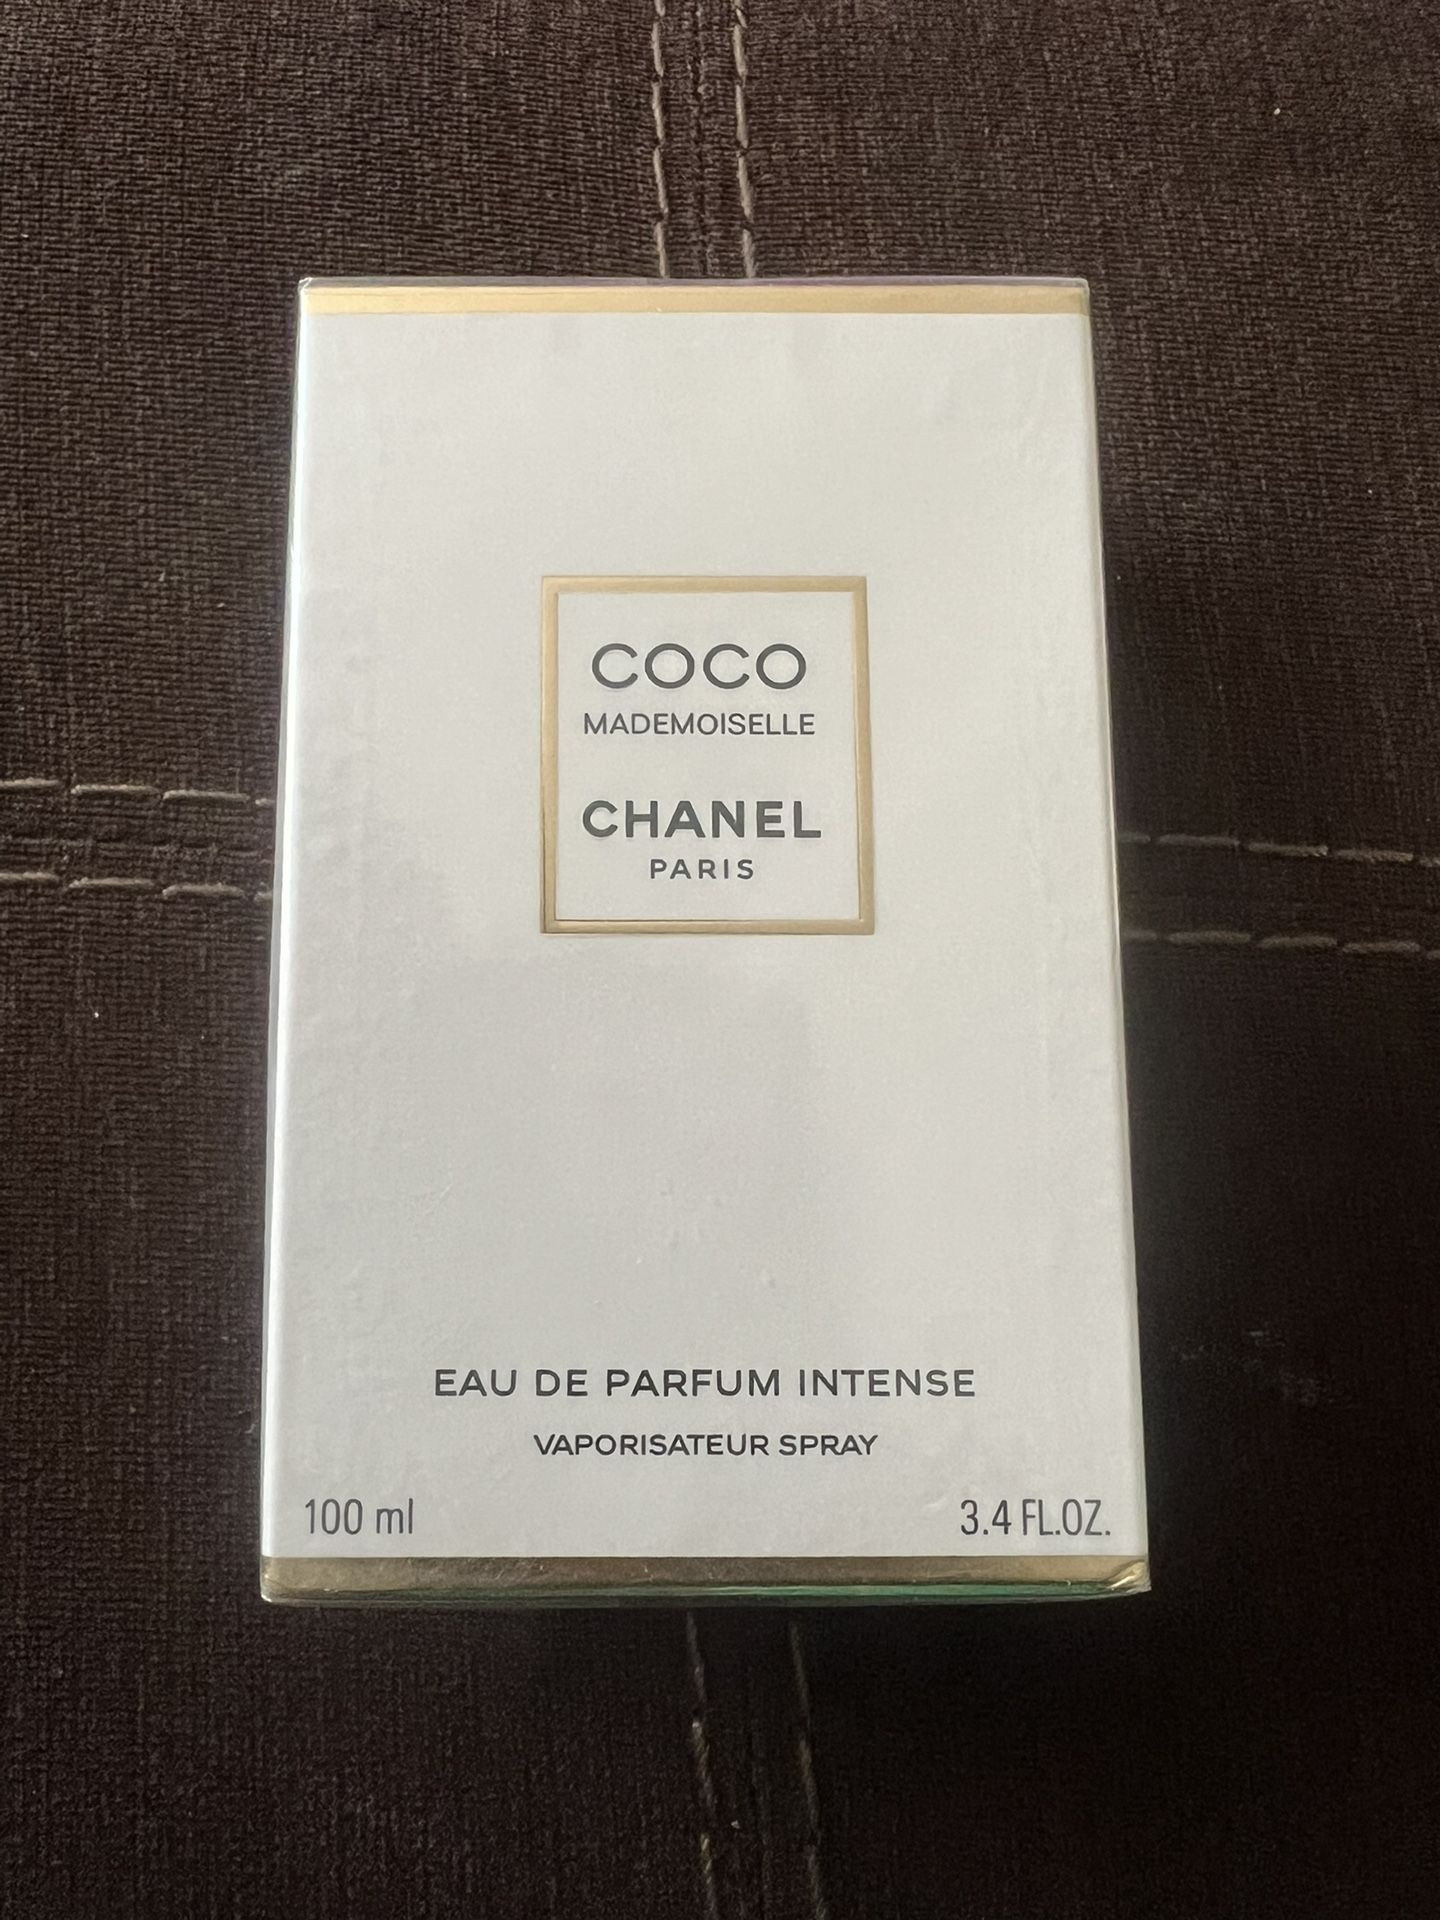 COCO
MADEMOISELLE
CHANEL
PARIS
EAU DE PARFUM INTENSE
VAPORISATEUR SPRAY
100 ml 3.4 FL.OZ.